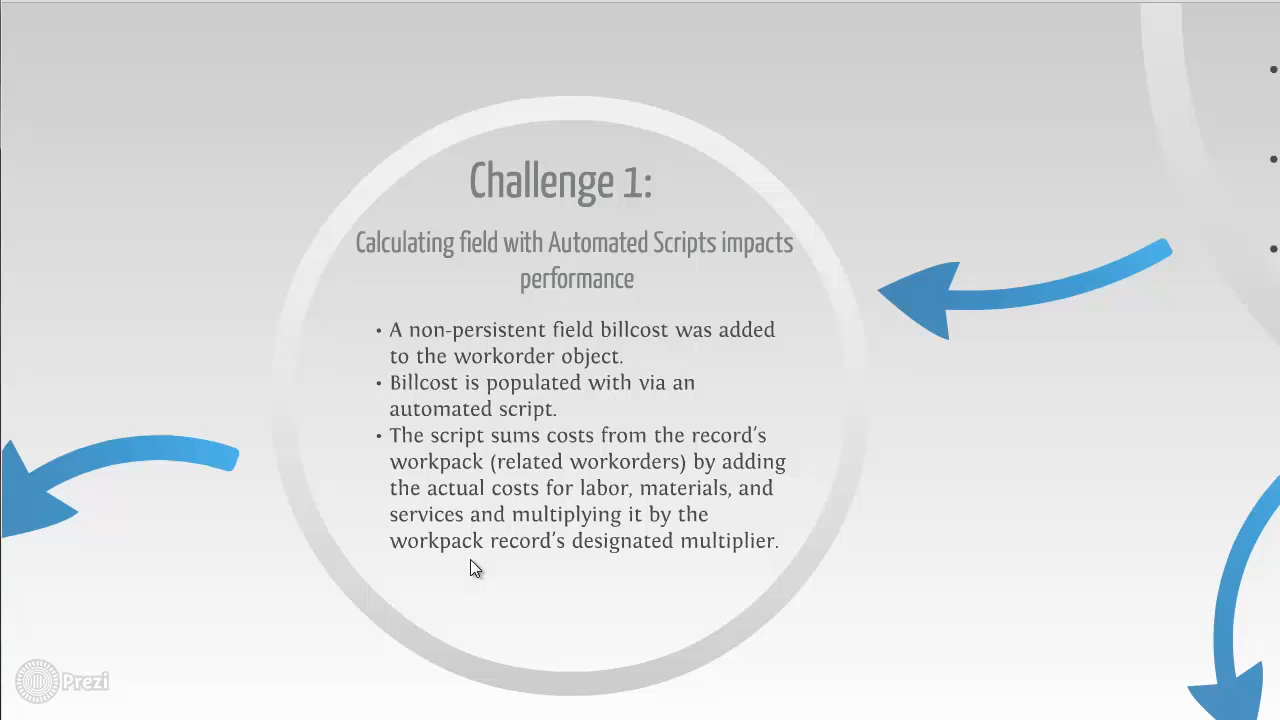 Challenge 1:
Calculating field with Automated Scripts impacts
performance
• A non-persistent field billcost was added
to the workorder object.
• Billcost is populated with via an
automated script.
• The script sums costs from the record's
workpack (related workorders) by adding
the actual costs for labor, materials, and
services and multiplying it by the
workpack record's designated multiplier.
Prezi